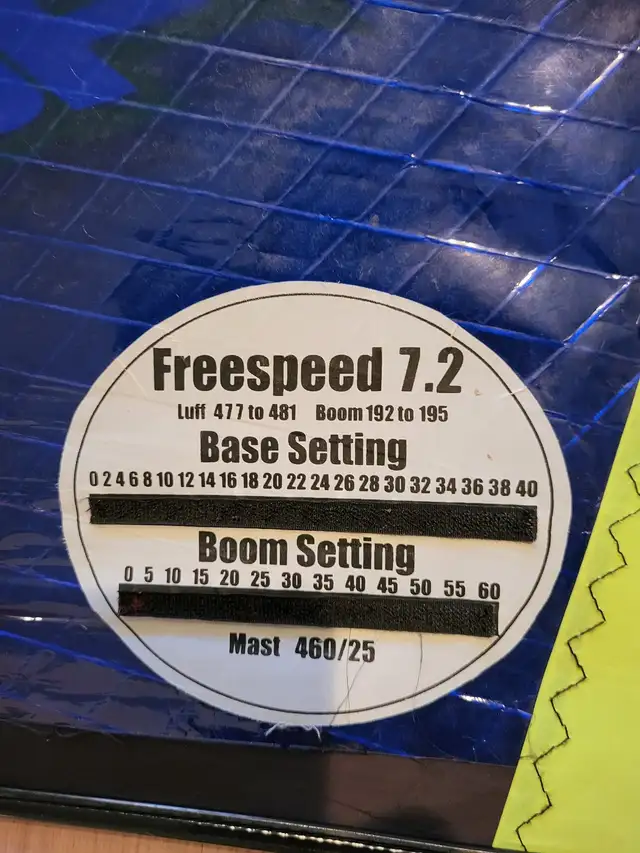 Freespeed 7.2
Luff 477 to 481 Boom 192 to 195
Base Setting
0 2 4 6 8 10 12 14 16 18 20 22 24 26 28 30 32 34 36 38 40
Boom Setting
0 5 10 15 20 25 30 35 40 45 50 55 60
Mast 460/25